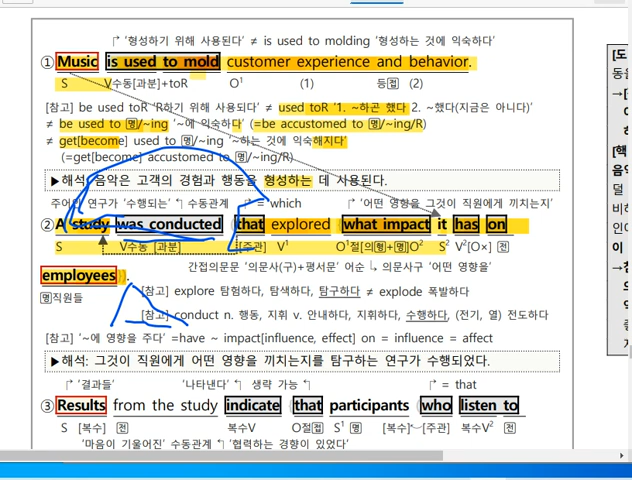 ┌▶ '형성하기 위해 사용된다' ≠ is used to molding '형성하는 것에 익숙하다'
① Music is used to mold customer experience and behavior.
S V수동[과분]+toR O¹ (1) 등접 (2)
[참고] be used toR 'R하기 위해 사용되다' ≠ used toR '1. ~하곤 했다 2. ~했다(지금은 아니다)'
≠ be used to 명/~ing '~에 익숙하다' (=be accustomed to 명/~ing/R)
≠ get[become] used to 명/~ing '~하는 것에 익숙해지다'
(=get[become] accustomed to 명/~ing/R)
▶해석: 음악은 고객의 경험과 행동을 형성하는 데 사용된다.
주어인 연구가 '수행되는' ↰ 수동관계 ┌▶ = which ┌▶ '어떤 영향을 그것이 직원에게 끼치는지'
② A study was conducted (that explored (what impact it has on
S V수동 [과분] [주관] V¹ O¹절[의형+명]O² S² V²[O×] 전
employees)).
명직원들
간접의문문 '의문사(구)+평서문' 어순 ↳ 의문사구 '어떤 영향을'
[참고] explore 탐험하다, 탐색하다, 탐구하다 ≠ explode 폭발하다
[참고] conduct n. 행동, 지휘 v. 안내하다, 지휘하다, 수행하다, (전기, 열) 전도하다
[참고] '~에 영향을 주다' =have ~ impact[influence, effect] on = influence = affect
▶해석: 그것이 직원에게 어떤 영향을 끼치는지를 탐구하는 연구가 수행되었다.
┌▶ '결과들' '나타낸다' ↰ 생략 가능 ↰ ┌▶ = that
③ Results from the study indicate (that participants (who listen to
S [복수] 전 복수V O절접 S¹ 명 [복수]─[주관] 복수V² 전
'마음이 기울어진' 수동관계 ↰ '협력하는 경향이 있었다'
[도
동을
→[
[핵
음악
덜
비하
인어
이
→